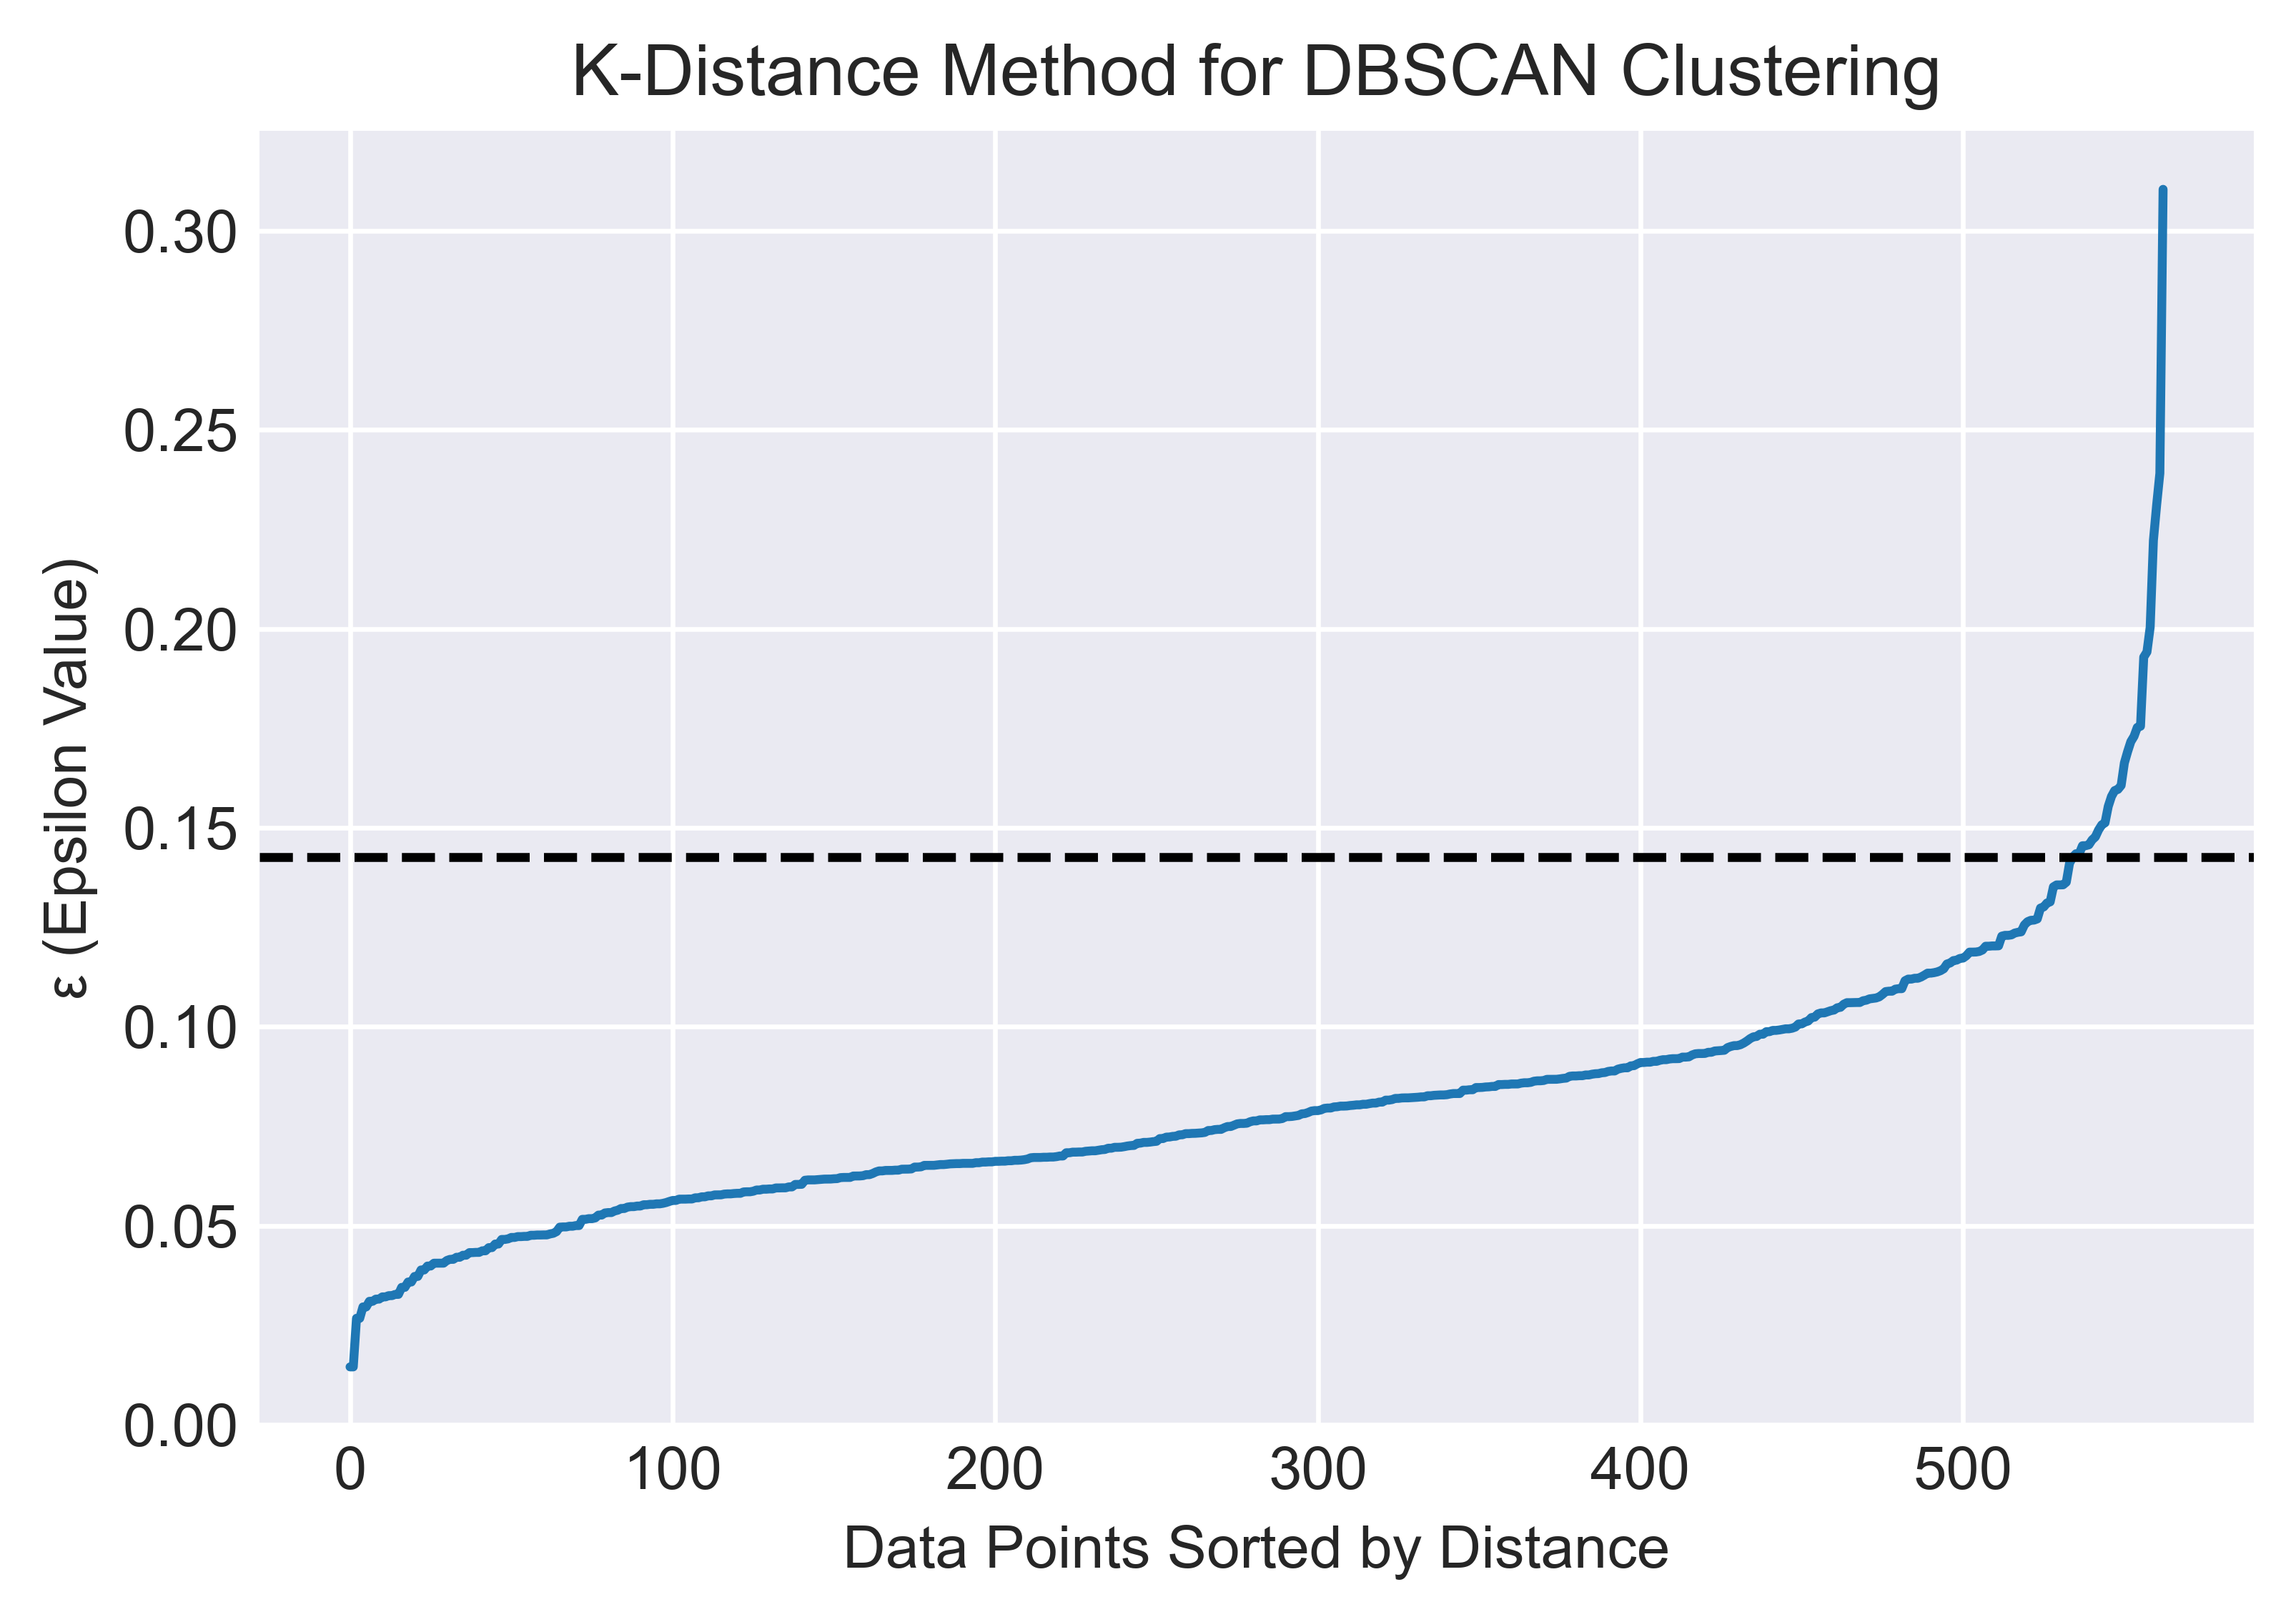 K-Distance Method for DBSCAN Clustering
ε (Epsilon Value)
0.30
0.25
0.20
0.15
0.10
0.05
0.00
0 100 200 300 400 500
Data Points Sorted by Distance